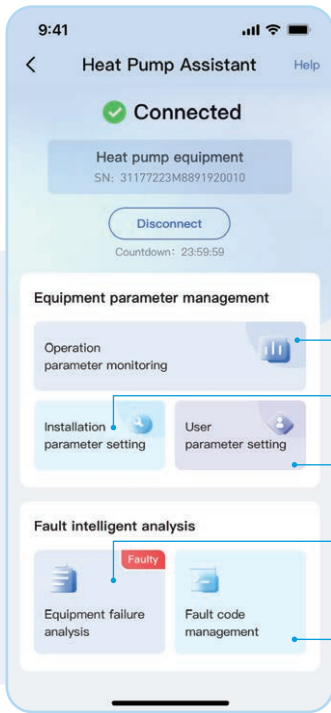 9:41
Heat Pump Assistant
Help
Connected
Heat pump equipment
SN: 31177223M8891920010
Disconnect
Countdown: 23:59:59
Equipment parameter management
Operation
parameter monitoring
Installation
parameter setting
User
parameter setting
Fault intelligent analysis
Faulty
Equipment failure
analysis
Fault code
management